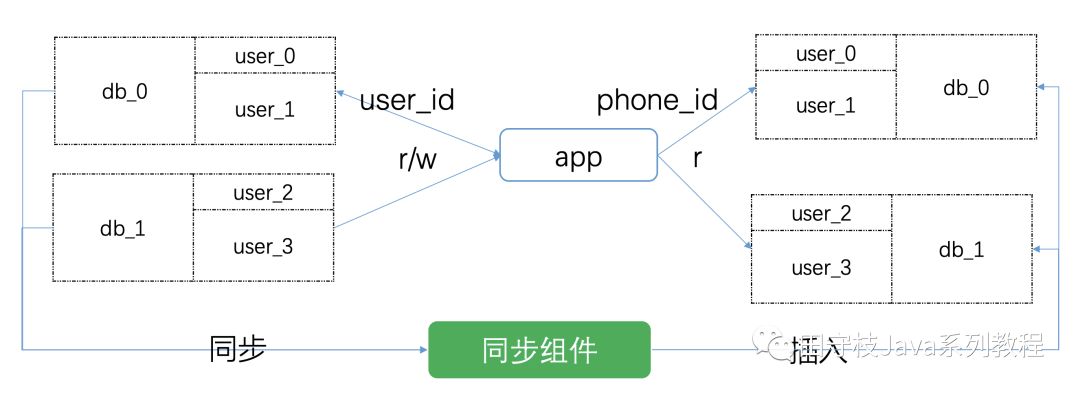 user_0
db_0
user_1
user_id
r/w
user_2
db_1
user_3
app
phone_id
r
user_0
user_1
db_0
user_2
user_3
db_1
同步
同步组件
插入
田守枝Java系列教程